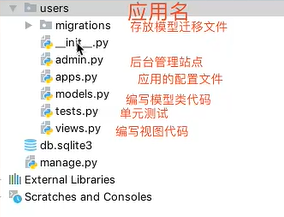 users 应用名
migrations 存放模型迁移文件
__init__.py
admin.py 后台管站点
apps.py 应用的配置文件
models.py 编写模型类代码
tests.py 单元测试
views.py 编写视图代码
db.sqlite3
manage.py
External Libraries
Scratches and Consoles